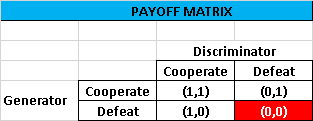 PAYOFF MATRIX
Discriminator
Cooperate Defeat
Generator Cooperate (1,1) (0,1)
Defeat (1,0) (0,0)